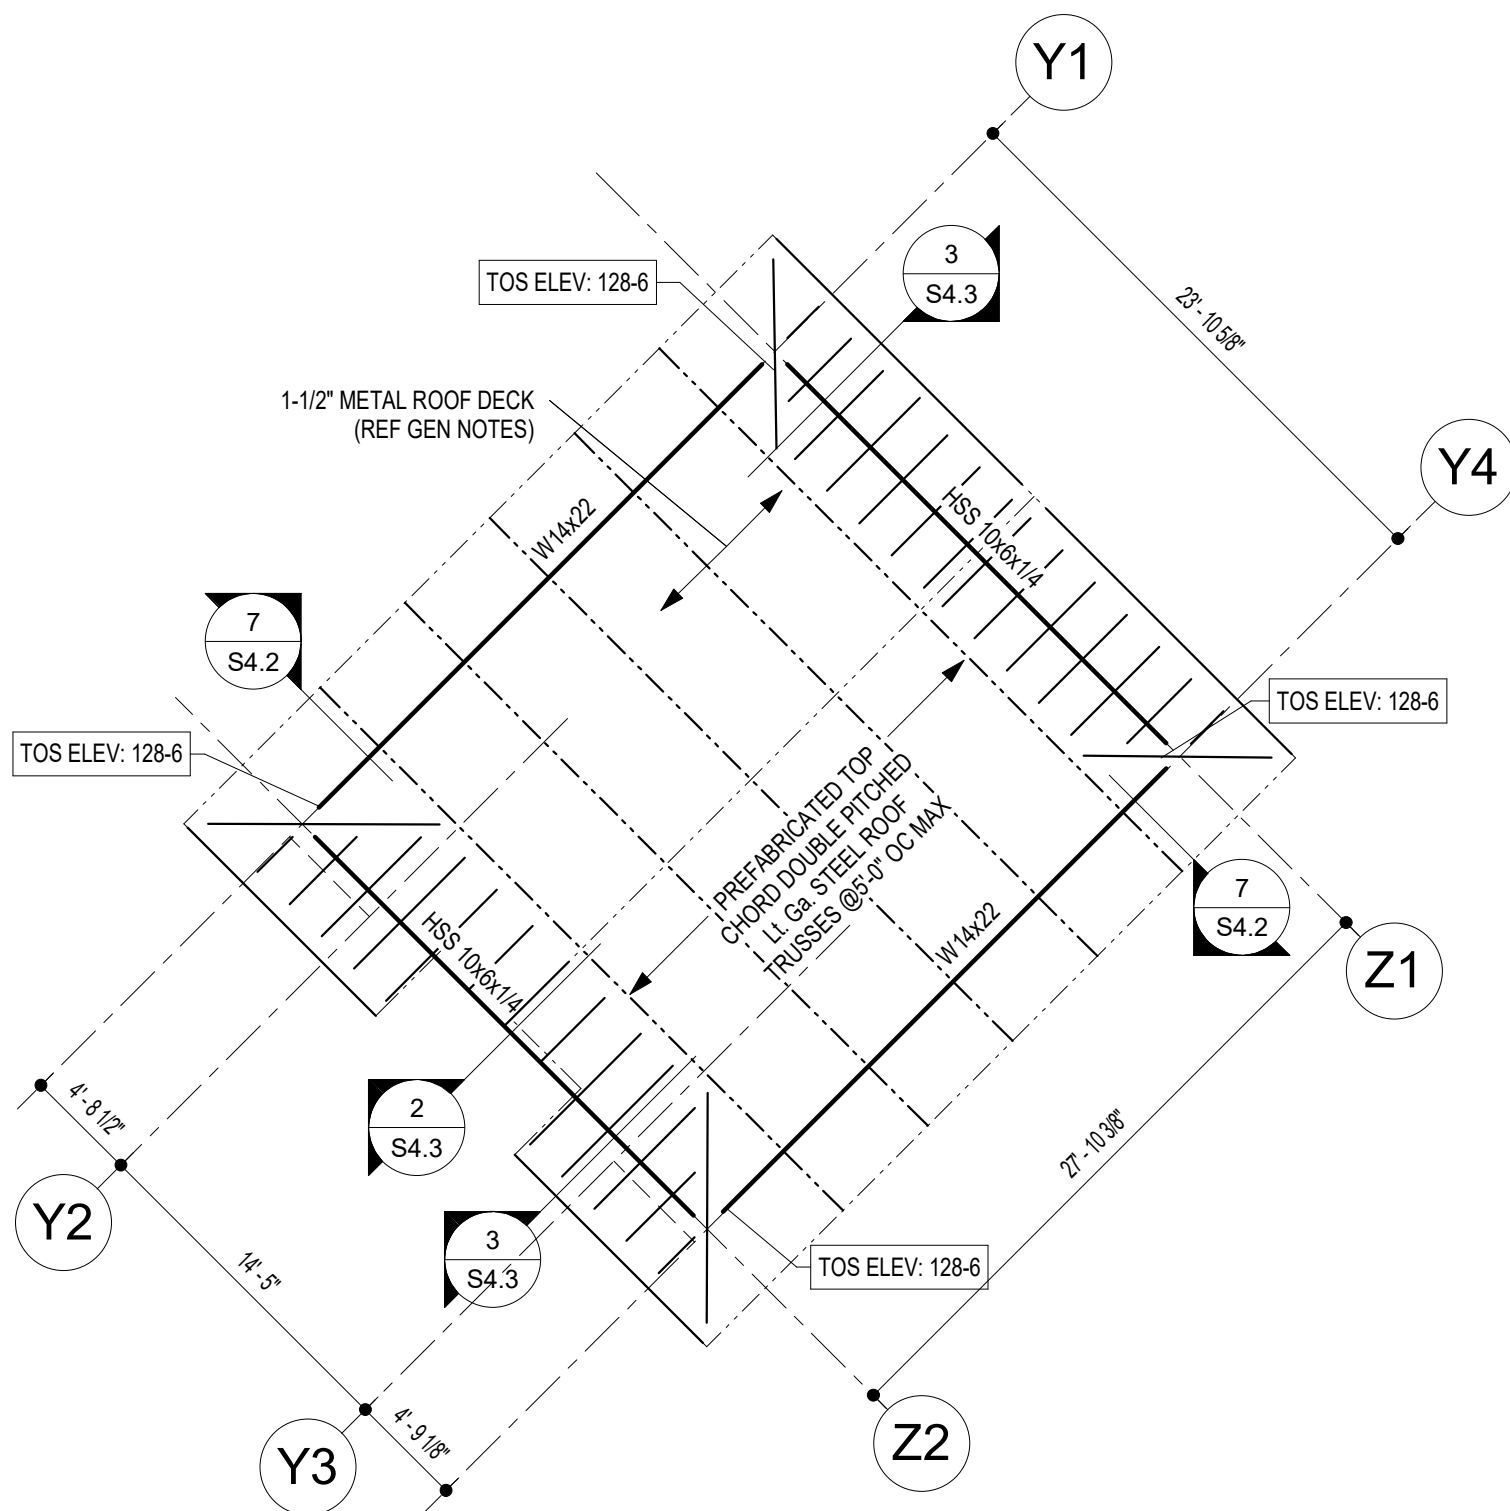 Y1
3
S4.3
TOS ELEV: 128-6
23' - 10 5/8"
1-1/2" METAL ROOF DECK
(REF GEN NOTES)
Y4
W14x22
HSS 10x6x1/4
7
S4.2
TOS ELEV: 128-6
TOS ELEV: 128-6
PREFABRICATED TOP
CHORD DOUBLE PITCHED
Lt. Ga. STEEL ROOF
TRUSSES @5'-0" OC MAX
7
S4.2
HSS 10x6x1/4
W14x22
Z1
4' - 8 1/2"
2
S4.3
27' - 10 3/8"
Y2
3
S4.3
14' - 5"
TOS ELEV: 128-6
4' - 9 1/8"
Y3
Z2